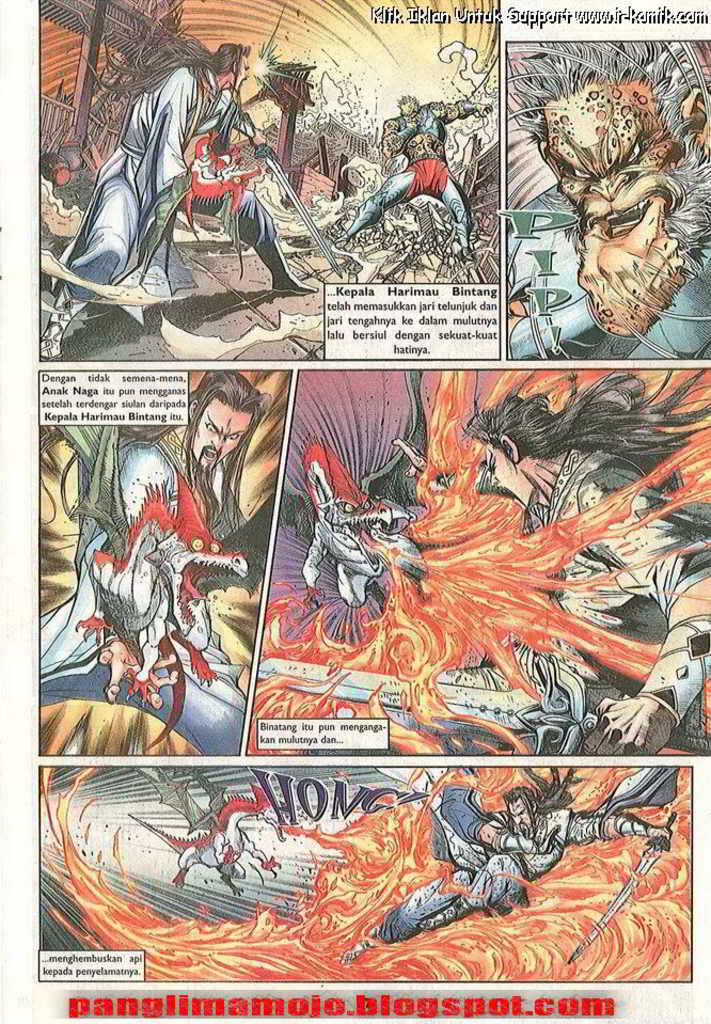 Klik Iklan Untuk Support www.ir-komik.com
...Kepala Harimau Bintang
telah memasukkan jari telunjuk dan
jari tengahnya ke dalam mulutnya
lalu bersiul dengan sekuat-kuat
hatinya.
PIP!!
Dengan tidak semena-mena,
Anak Naga itu pun mengganas
setelah terdengar siulan daripada
Kepala Harimau Bintang itu.
Binatang itu pun menganga-
kan mulutnya dan...
HONG
...menghembuskan api
kepada penyelamatnya.
panglimamojo.blogspot.com